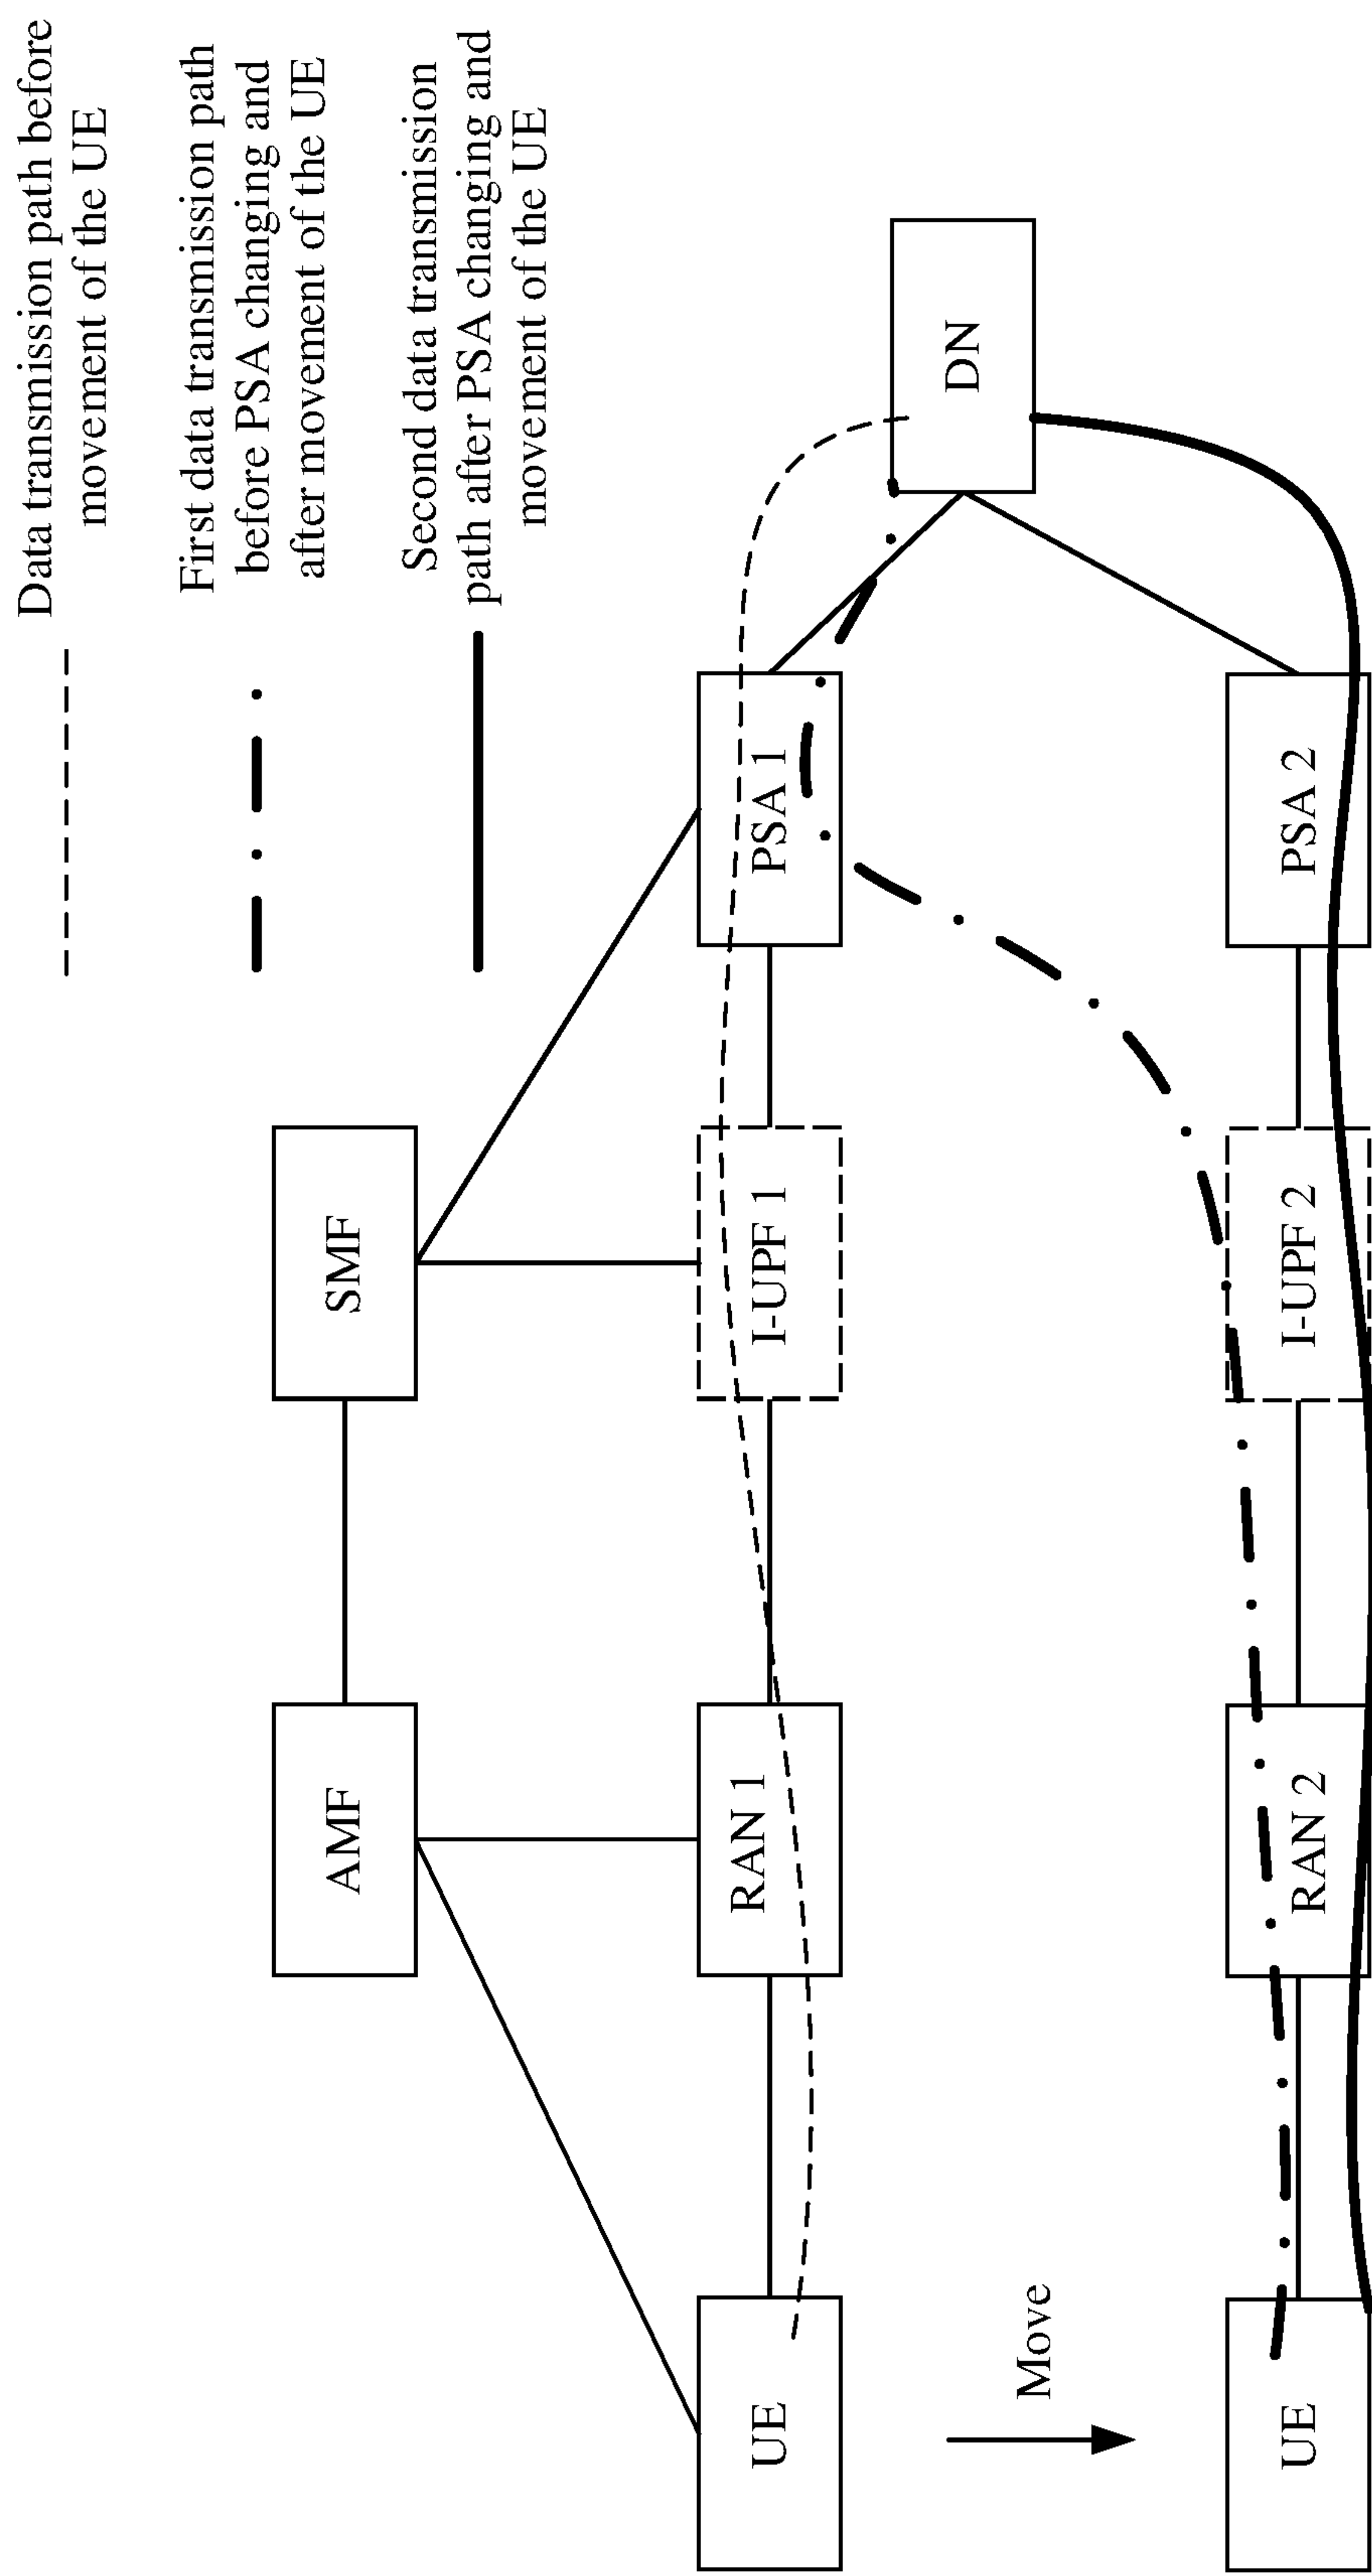 Data transmission path before
movement of the UE
First data transmission path
before PSA changing and
after movement of the UE
Second data transmission
path after PSA changing and
movement of the UE
AMF
SMF
UE
RAN 1
I-UPF 1
PSA 1
DN
Move
UE
RAN 2
I-UPF 2
PSA 2